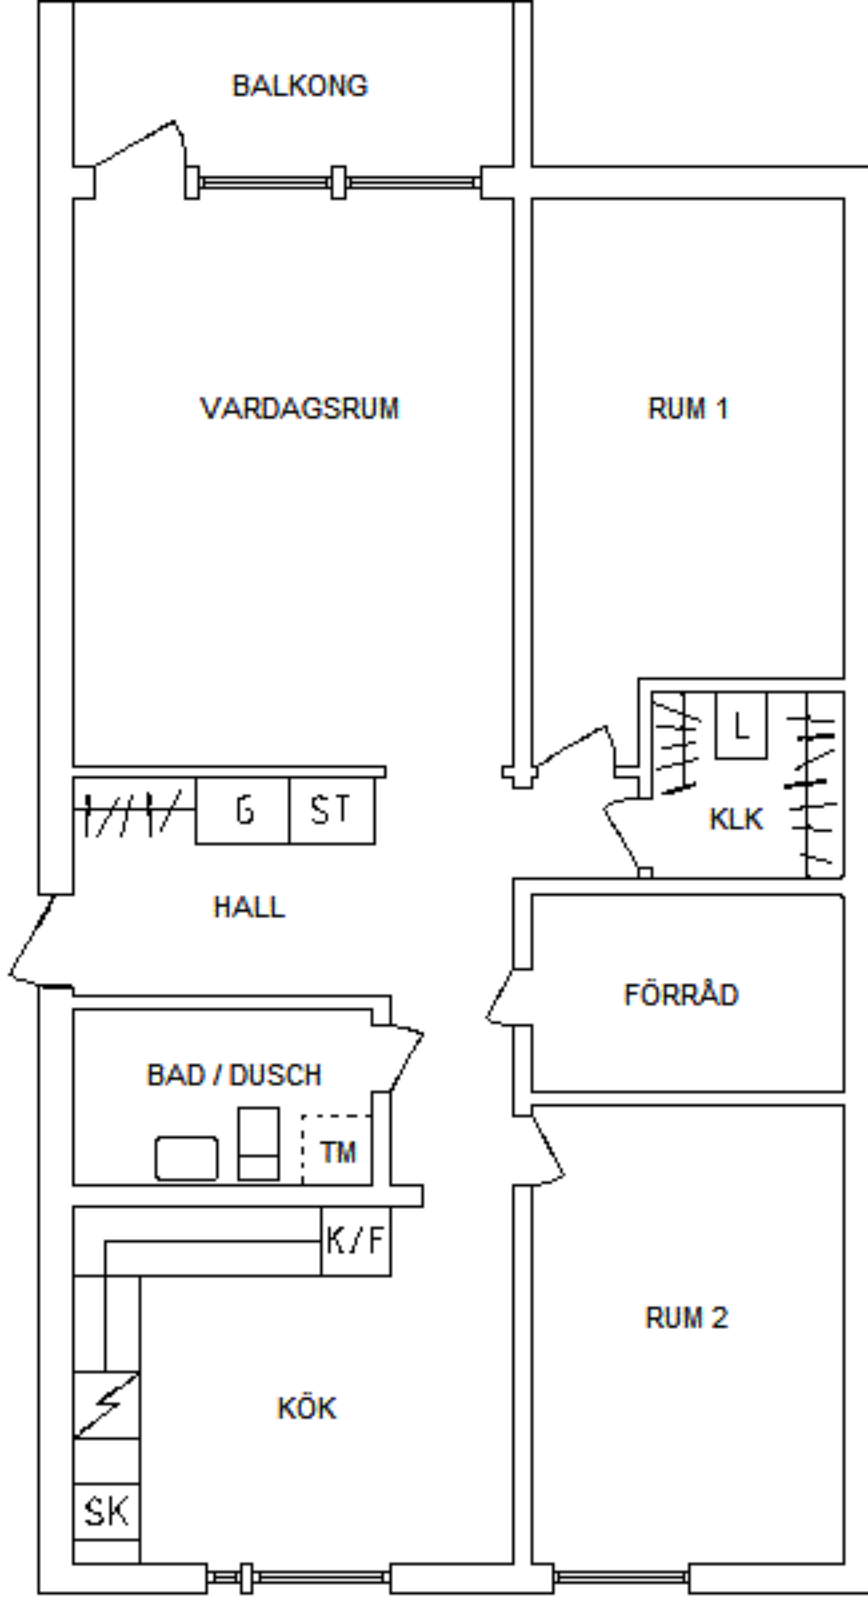 BALKONG
VARDAGSRUM
RUM 1
L
G
ST
KLK
HALL
FÖRRÅD
BAD / DUSCH
TM
K/F
RUM 2
KÖK
SK